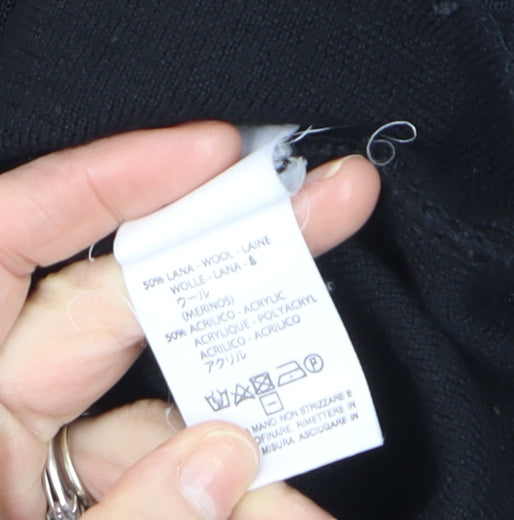 50% LANA - WOOL - LAINE
WOLLE - LANA -
ウール
(MERINOS)
50% ACRILICO - ACRYLIC
ACRYLIQUE - POLYACRYL
ACRILICO - ACRILICO
アクリル
P
MANO. NON STRIZZARE E
RIMETTERE IN
MISURA. ASCIUGARE IN